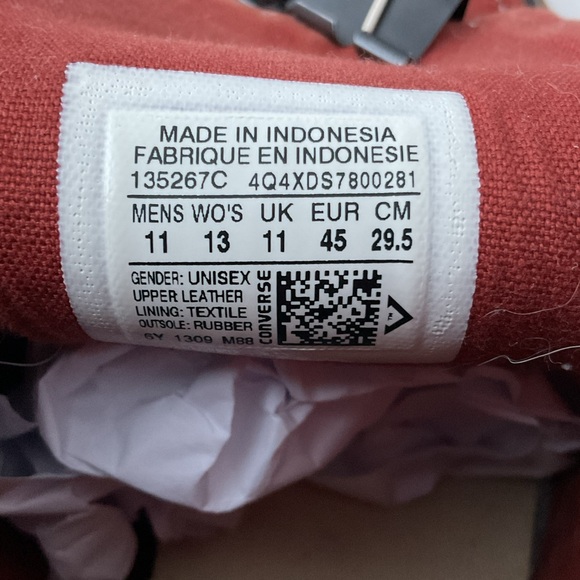 MADE IN INDONESIA
FABRIQUE EN INDONESIE
135267C 4Q4XDS7800281
MENS WO'S UK EUR CM
11 13 11 45 29.5
GENDER: UNISEX
UPPER LEATHER
LINING: TEXTILE
OUTSOLE: RUBBER
6Y 1309 M88
CONVERSE